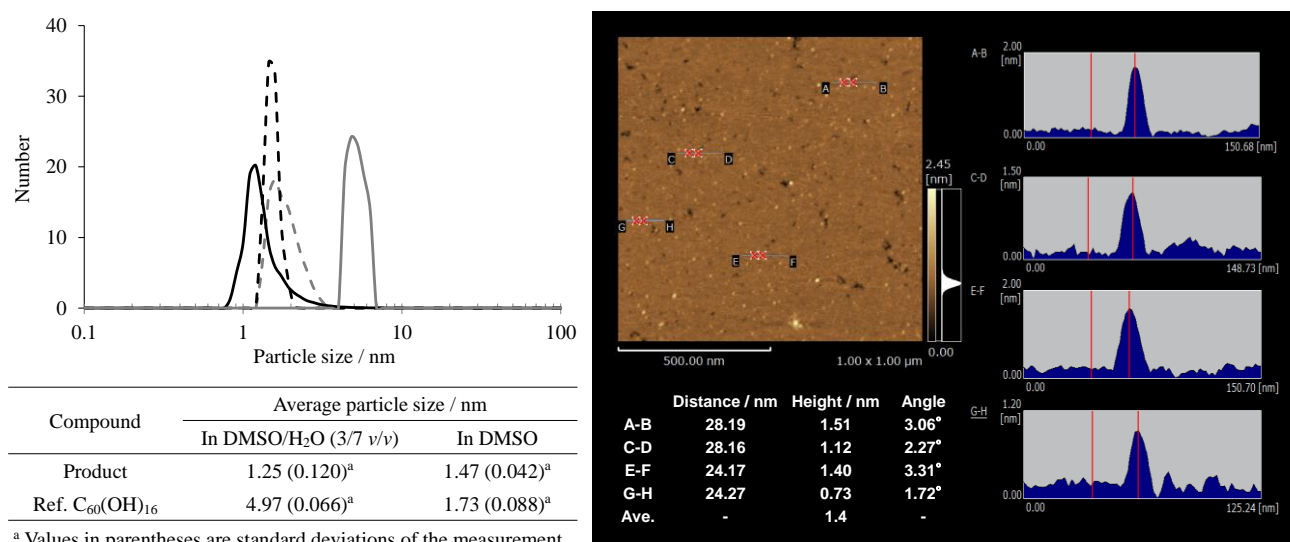 40
30
20
10
0
Number
0.1 1 10 100
Particle size / nm
Compound Average particle size / nm
In DMSO/H₂O (3/7 v/v) In DMSO
Product 1.25 (0.120)ᵃ 1.47 (0.042)ᵃ
Ref. C₆₀(OH)₁₆ 4.97 (0.066)ᵃ 1.73 (0.088)ᵃ
ᵃ Values in parentheses are standard deviations of the measurement
A B
C D
G H
E F
500.00 nm 1.00 x 1.00 µm
2.45
[nm]
0.00
Distance / nm Height / nm Angle
A-B 28.19 1.51 3.06°
C-D 28.16 1.12 2.27°
E-F 24.17 1.40 3.31°
G-H 24.27 0.73 1.72°
Ave. - 1.4 -
A-B 2.00
[nm]
0.00
0.00 150.68 [nm]
C-D 1.50
[nm]
0.00
0.00 148.73 [nm]
E-F 2.00
[nm]
0.00
0.00 150.70 [nm]
G-H 1.20
[nm]
0.00
0.00 125.24 [nm]